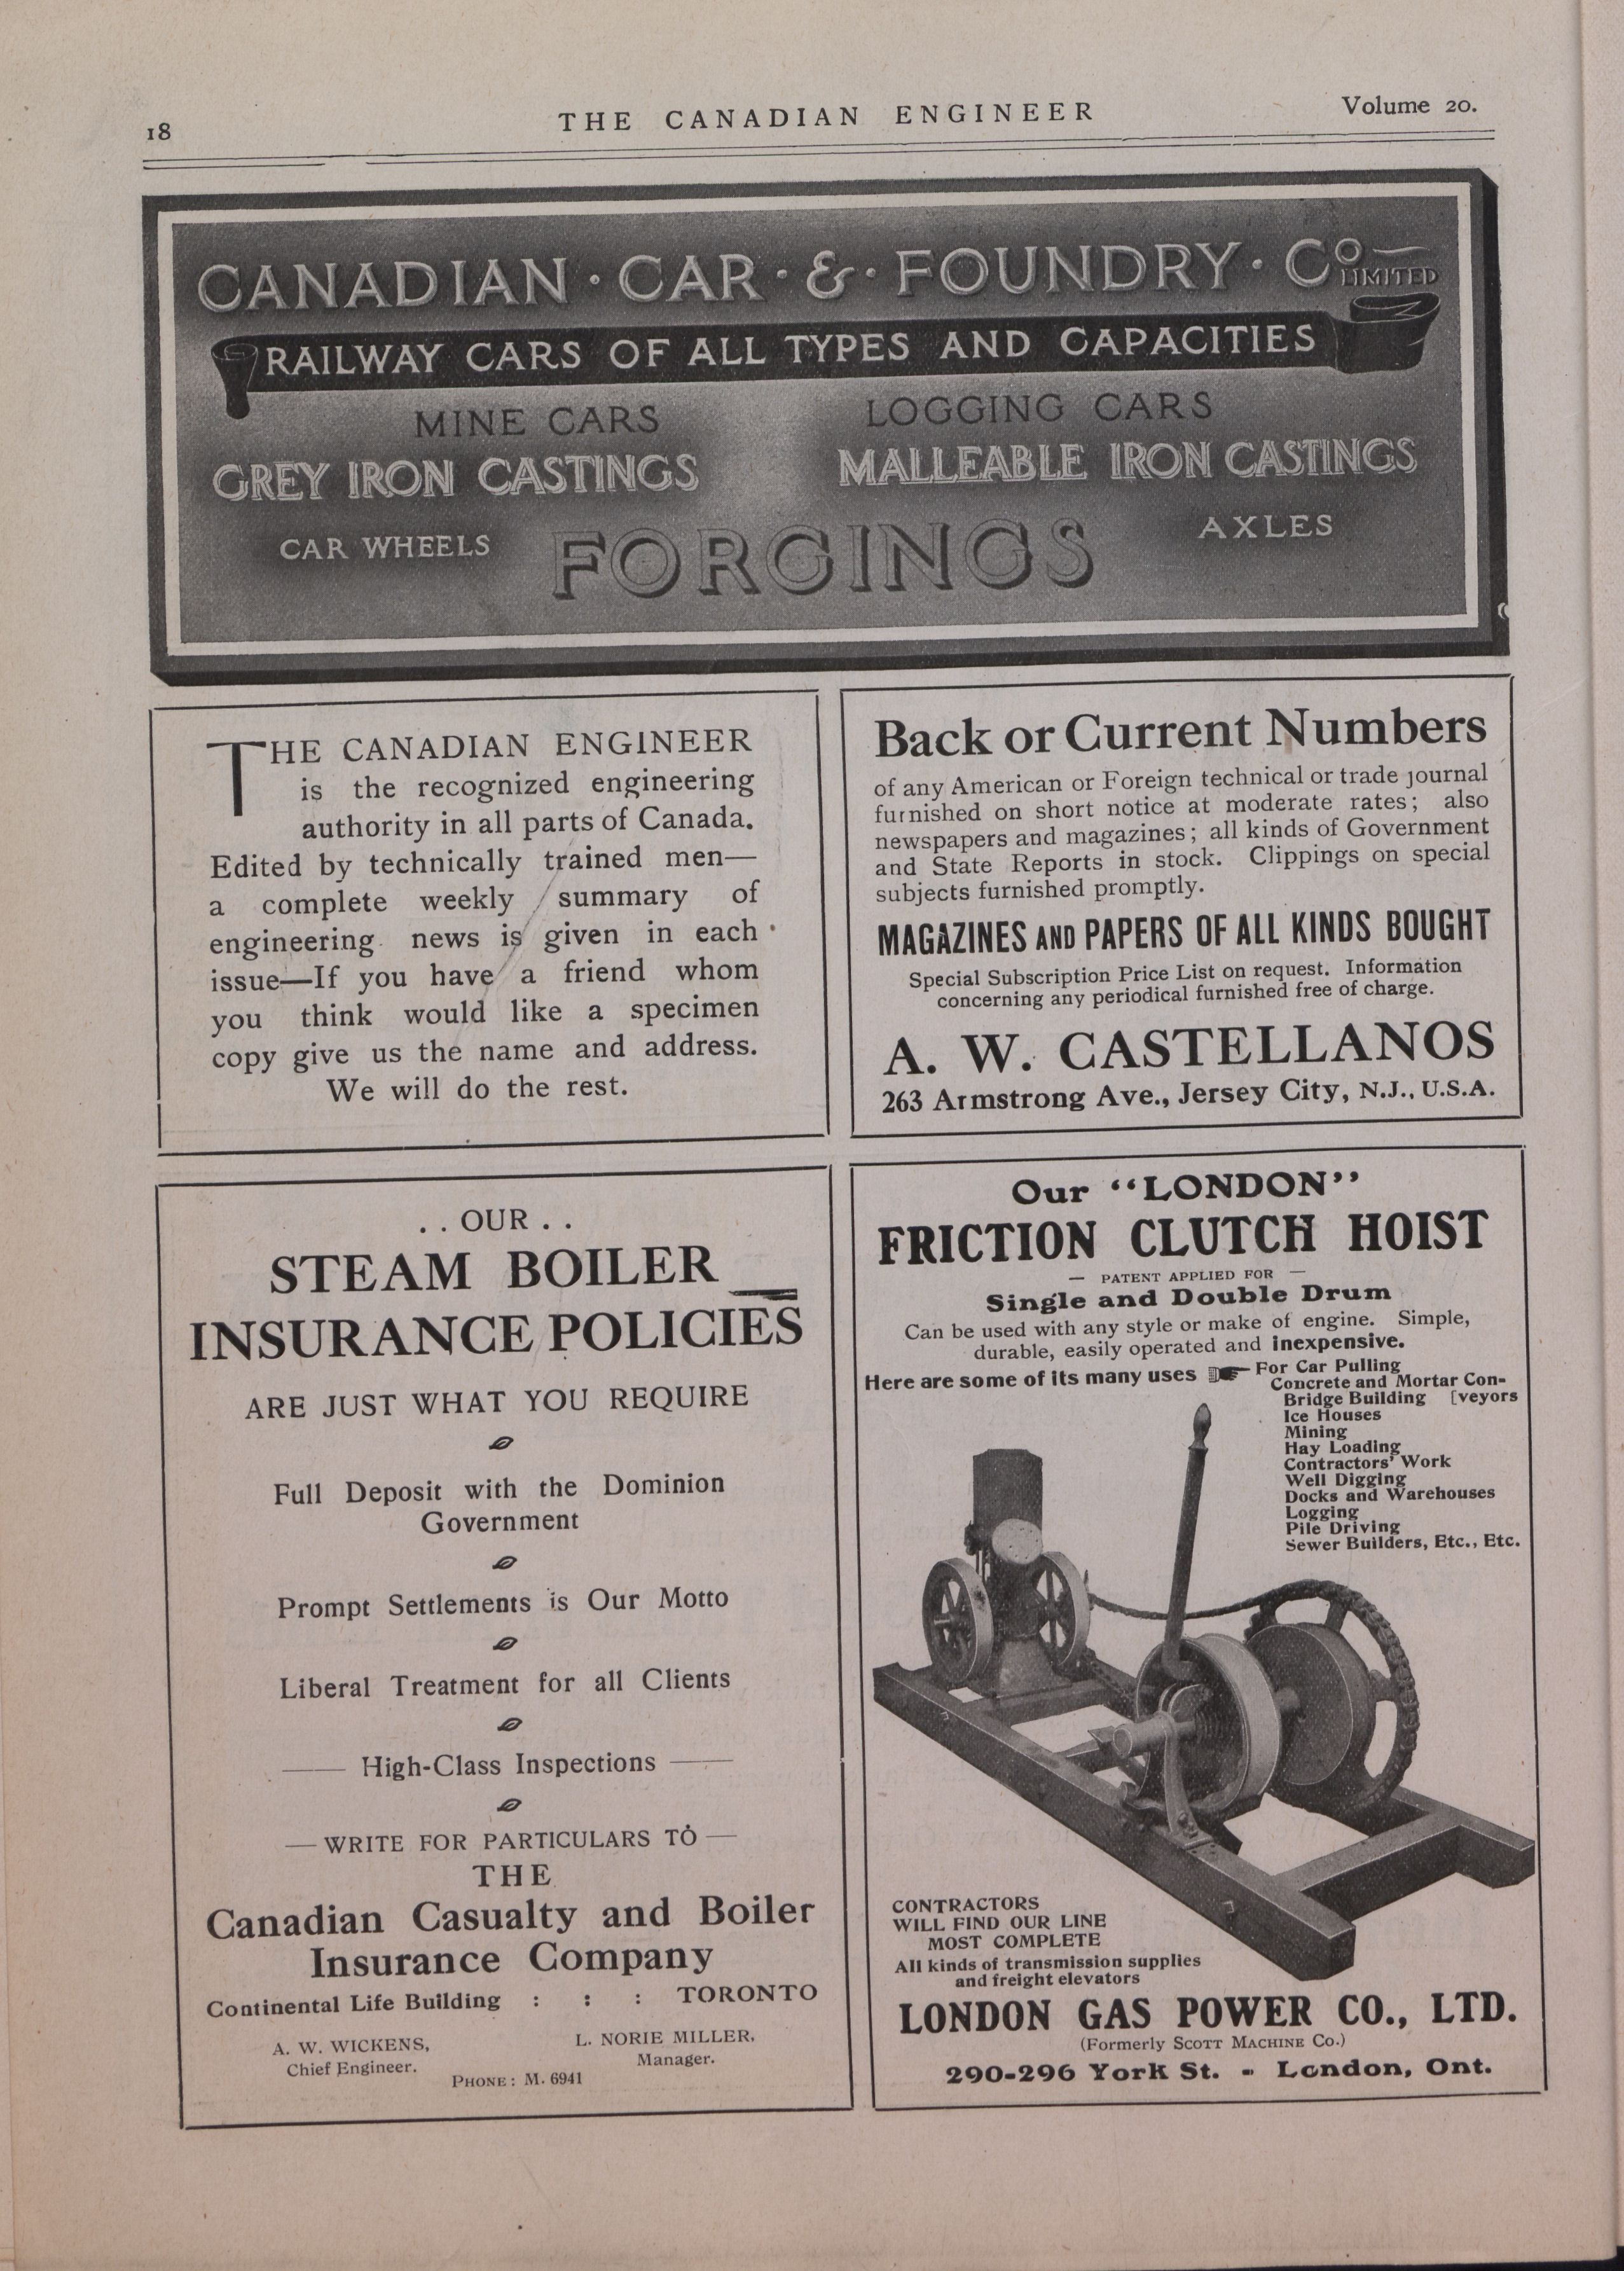 18
THE CANADIAN ENGINEER
Volume 20.
CANADIAN · CAR · & · FOUNDRY · Co LIMITED
RAILWAY CARS OF ALL TYPES AND CAPACITIES
MINE CARS
LOGGING CARS
GREY IRON CASTINGS
MALLEABLE IRON CASTINGS
CAR WHEELS
FORGINGS
AXLES
THE CANADIAN ENGINEER
is the recognized engineering
authority in all parts of Canada.
Edited by technically trained men—
a complete weekly summary of
engineering news is given in each
issue—If you have a friend whom
you think would like a specimen
copy give us the name and address.
We will do the rest.
Back or Current Numbers
of any American or Foreign technical or trade journal
furnished on short notice at moderate rates; also
newspapers and magazines; all kinds of Government
and State Reports in stock. Clippings on special
subjects furnished promptly.
MAGAZINES AND PAPERS OF ALL KINDS BOUGHT
Special Subscription Price List on request. Information
concerning any periodical furnished free of charge.
A. W. CASTELLANOS
263 Armstrong Ave., Jersey City, N.J., U.S.A.
. . OUR . .
STEAM BOILER
INSURANCE POLICIES
ARE JUST WHAT YOU REQUIRE
Full Deposit with the Dominion
Government
Prompt Settlements is Our Motto
Liberal Treatment for all Clients
— High-Class Inspections —
— WRITE FOR PARTICULARS TO —
THE
Canadian Casualty and Boiler
Insurance Company
Continental Life Building : : : TORONTO
A. W. WICKENS,
Chief Engineer.
L. NORIE MILLER,
Manager.
PHONE: M. 6941
Our "LONDON"
FRICTION CLUTCH HOIST
— PATENT APPLIED FOR —
Single and Double Drum
Can be used with any style or make of engine. Simple,
durable, easily operated and inexpensive.
Here are some of its many uses ☞ For Car Pulling
Concrete and Mortar Con-
Bridge Building [veyors
Ice Houses
Mining
Hay Loading
Contractors' Work
Well Digging
Docks and Warehouses
Logging
Pile Driving
Sewer Builders, Etc., Etc.
CONTRACTORS
WILL FIND OUR LINE
MOST COMPLETE
All kinds of transmission supplies
and freight elevators
LONDON GAS POWER CO., LTD.
(Formerly SCOTT MACHINE Co.)
290-296 York St. - London, Ont.